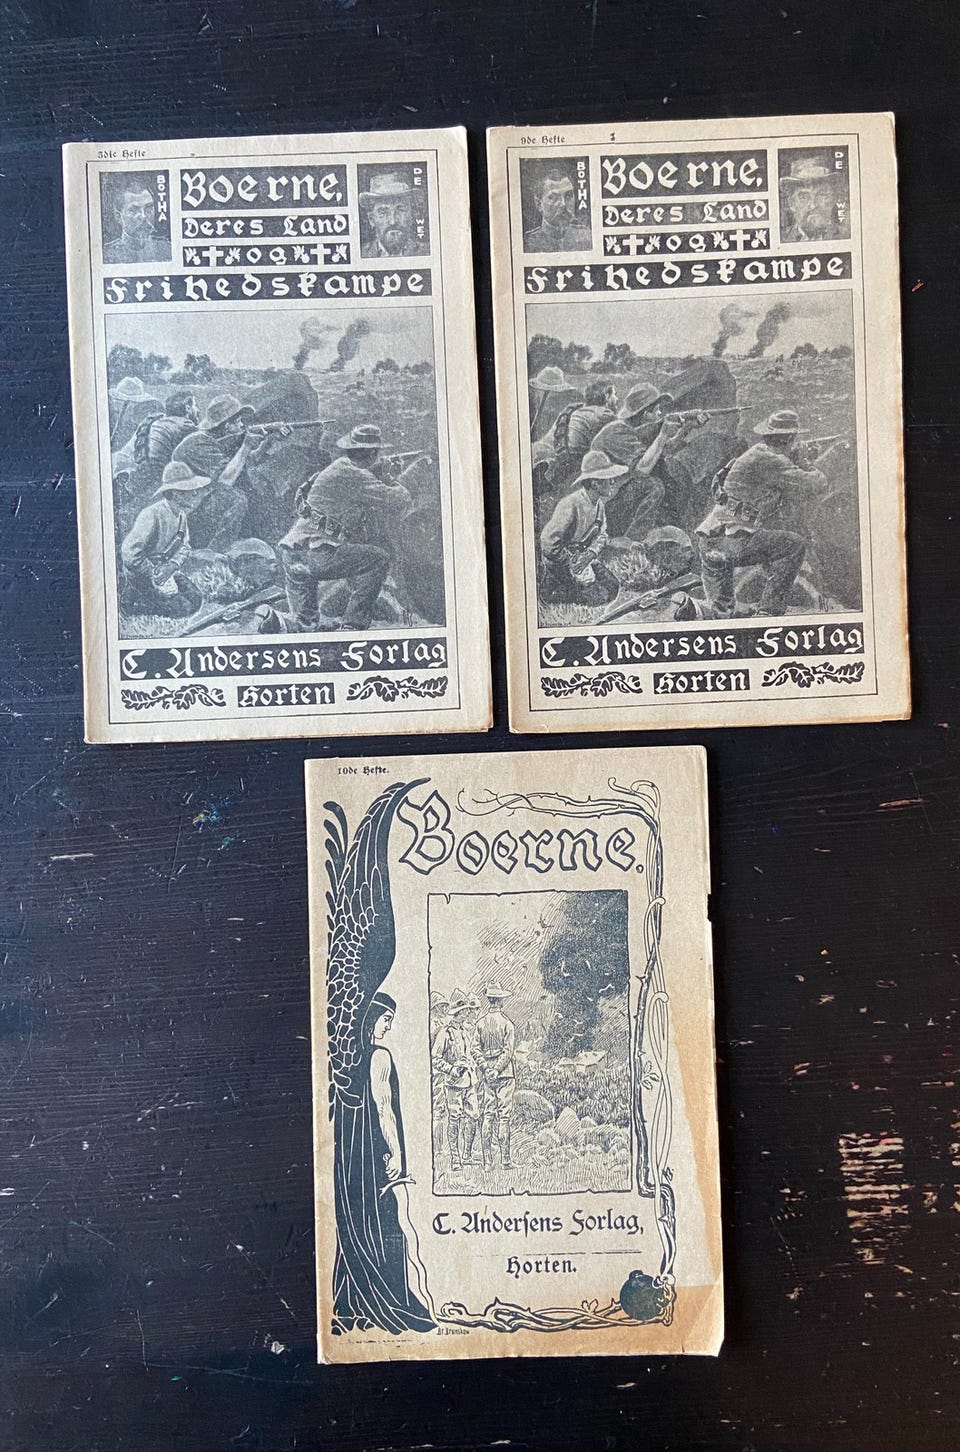 3die Hefte
BOTHA
Boerne,
Deres Land
og
Frihedskampe
DE WET
C. Andersens Forlag
Horten
9de Hefte
BOTHA
Boerne,
Deres Land
og
Frihedskampe
DE WET
C. Andersens Forlag
Horten
10de Hefte.
Boerne.
C. Andersens Forlag,
Horten.